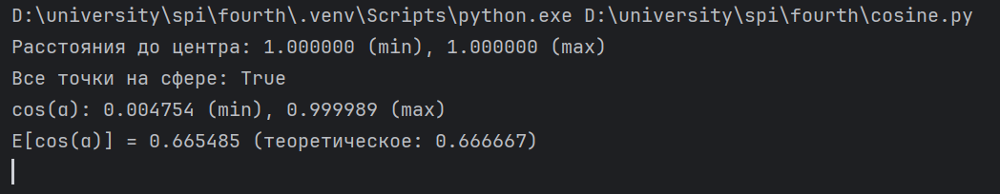 D:\university\spi\fourth\.venv\Scripts\python.exe D:\university\spi\fourth\cosine.py
Расстояния до центра: 1.000000 (min), 1.000000 (max)
Все точки на сфере: True
cos(α): 0.004754 (min), 0.999989 (max)
E[cos(α)] = 0.665485 (теоретическое: 0.666667)